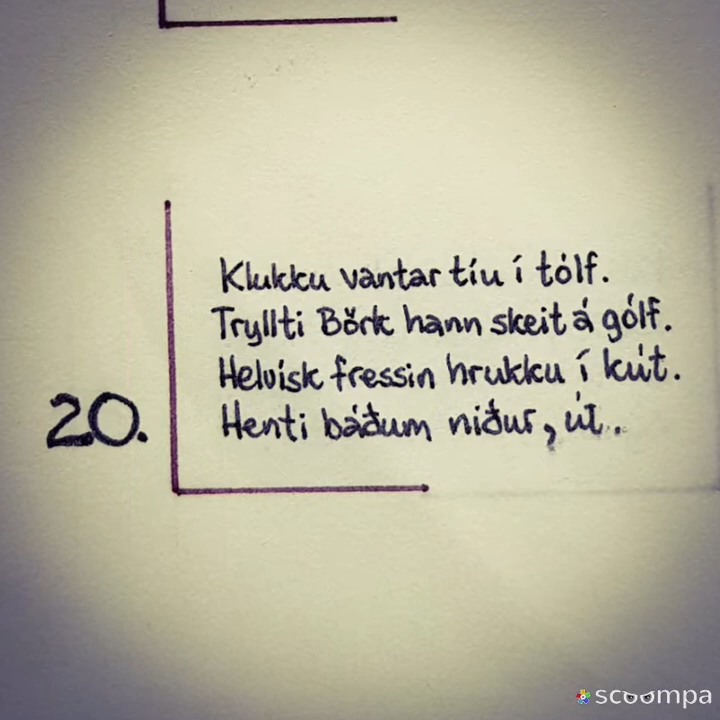 Klukku vantar tíu í tólf.
Tryllti Börk hann skeit á gólf.
Helvísk fressin hrukku í kút.
20.
Henti báðum niður, út.
scoompa